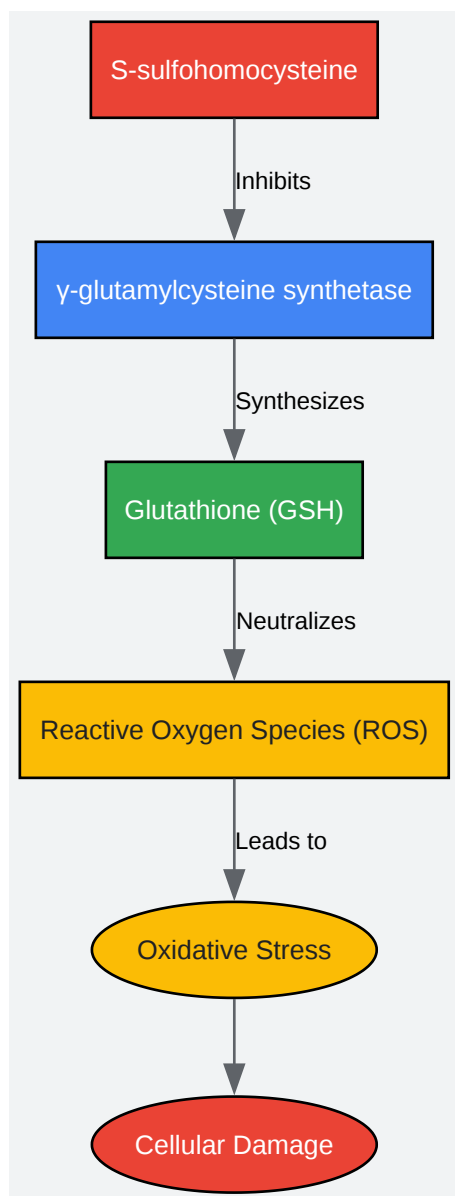 S-sulfohomocysteine
Inhibits
γ-glutamylcysteine synthetase
Synthesizes
Glutathione (GSH)
Neutralizes
Reactive Oxygen Species (ROS)
Leads to
Oxidative Stress
Cellular Damage